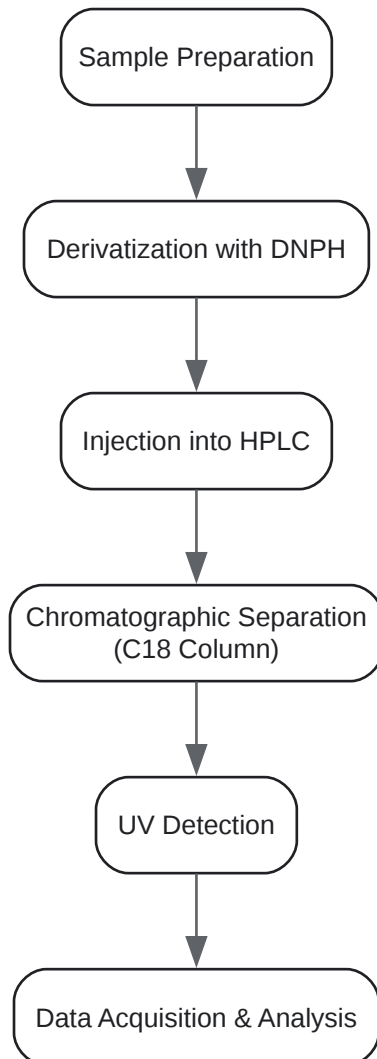 Sample Preparation
Derivatization with DNPH
Injection into HPLC
Chromatographic Separation
(C18 Column)
UV Detection
Data Acquisition & Analysis